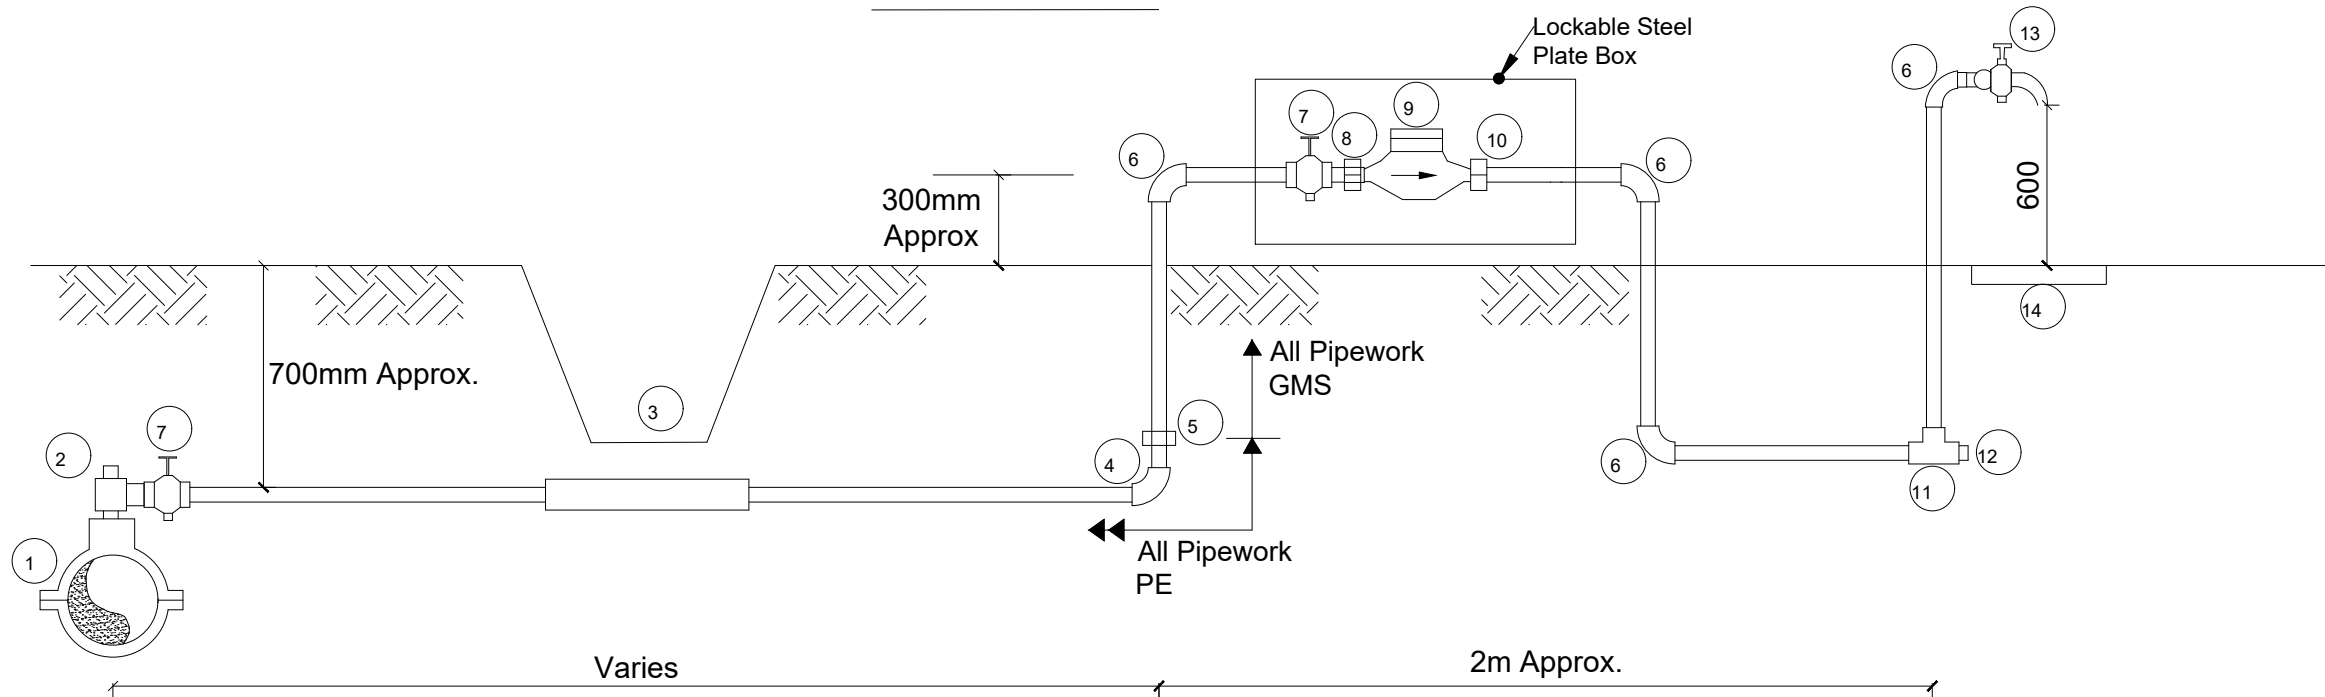 Lockable Steel
Plate Box
13
6
7
9
8
10
6
6
300mm
Approx
600
14
700mm Approx.
All Pipework
GMS
3
5
7
2
4
6
12
11
All Pipework
PE
1
Varies
2m Approx.